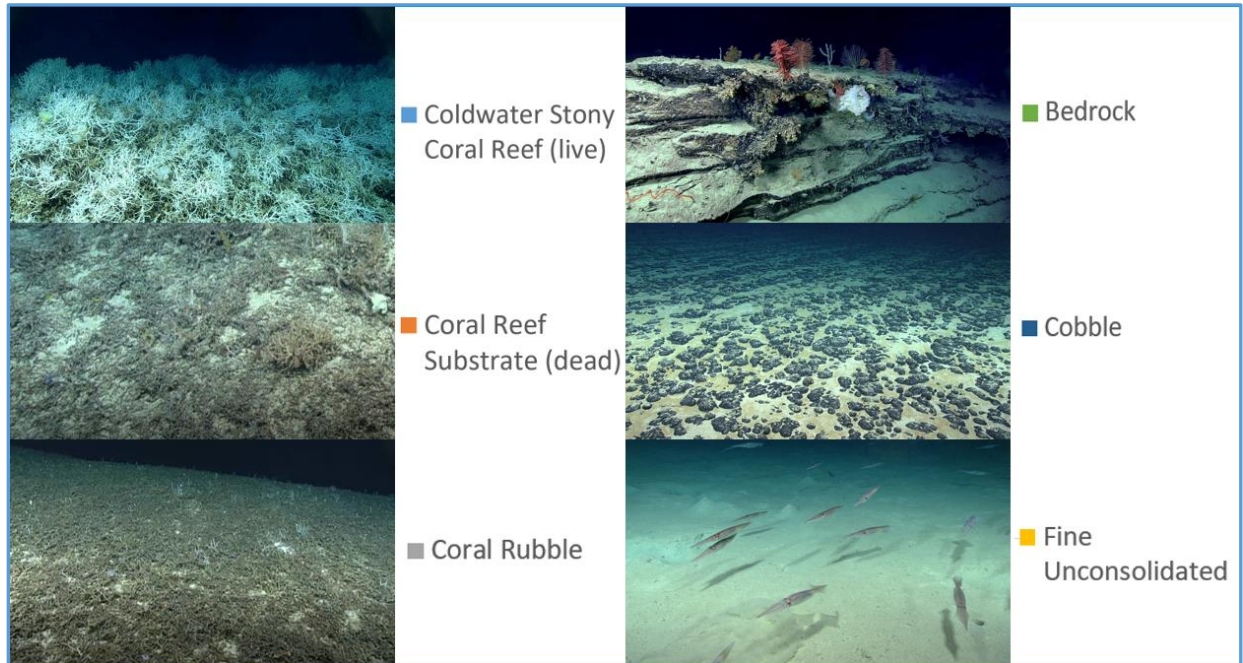 Coldwater Stony
Coral Reef (live)
Coral Reef
Substrate (dead)
Coral Rubble
Bedrock
Cobble
Fine
Unconsolidated